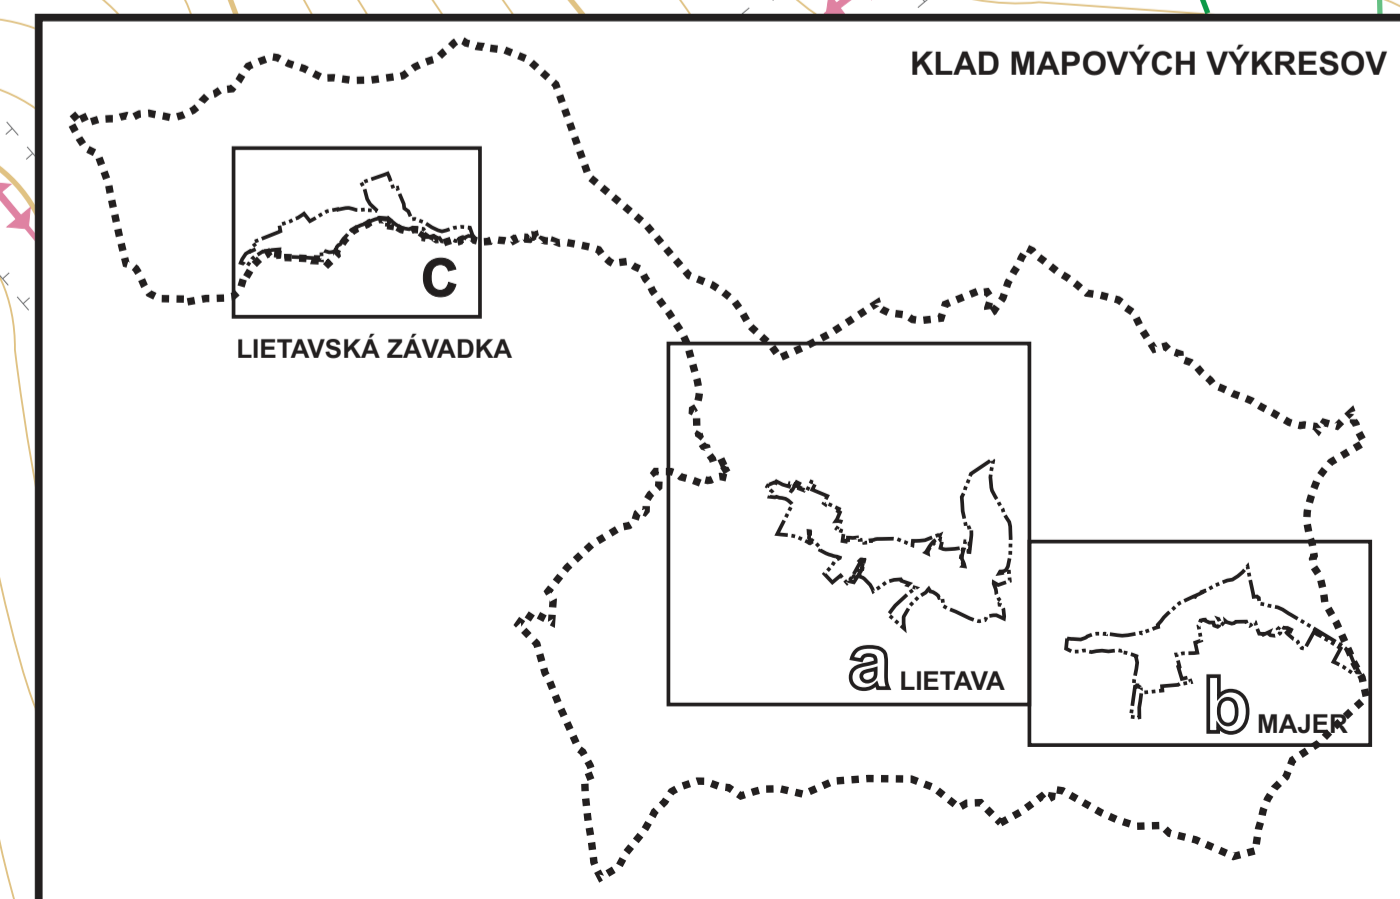 KLAD MAPOVÝCH VÝKRESOV
C
LIETAVSKÁ ZÁVADKA
a LIETAVA
b MAJER